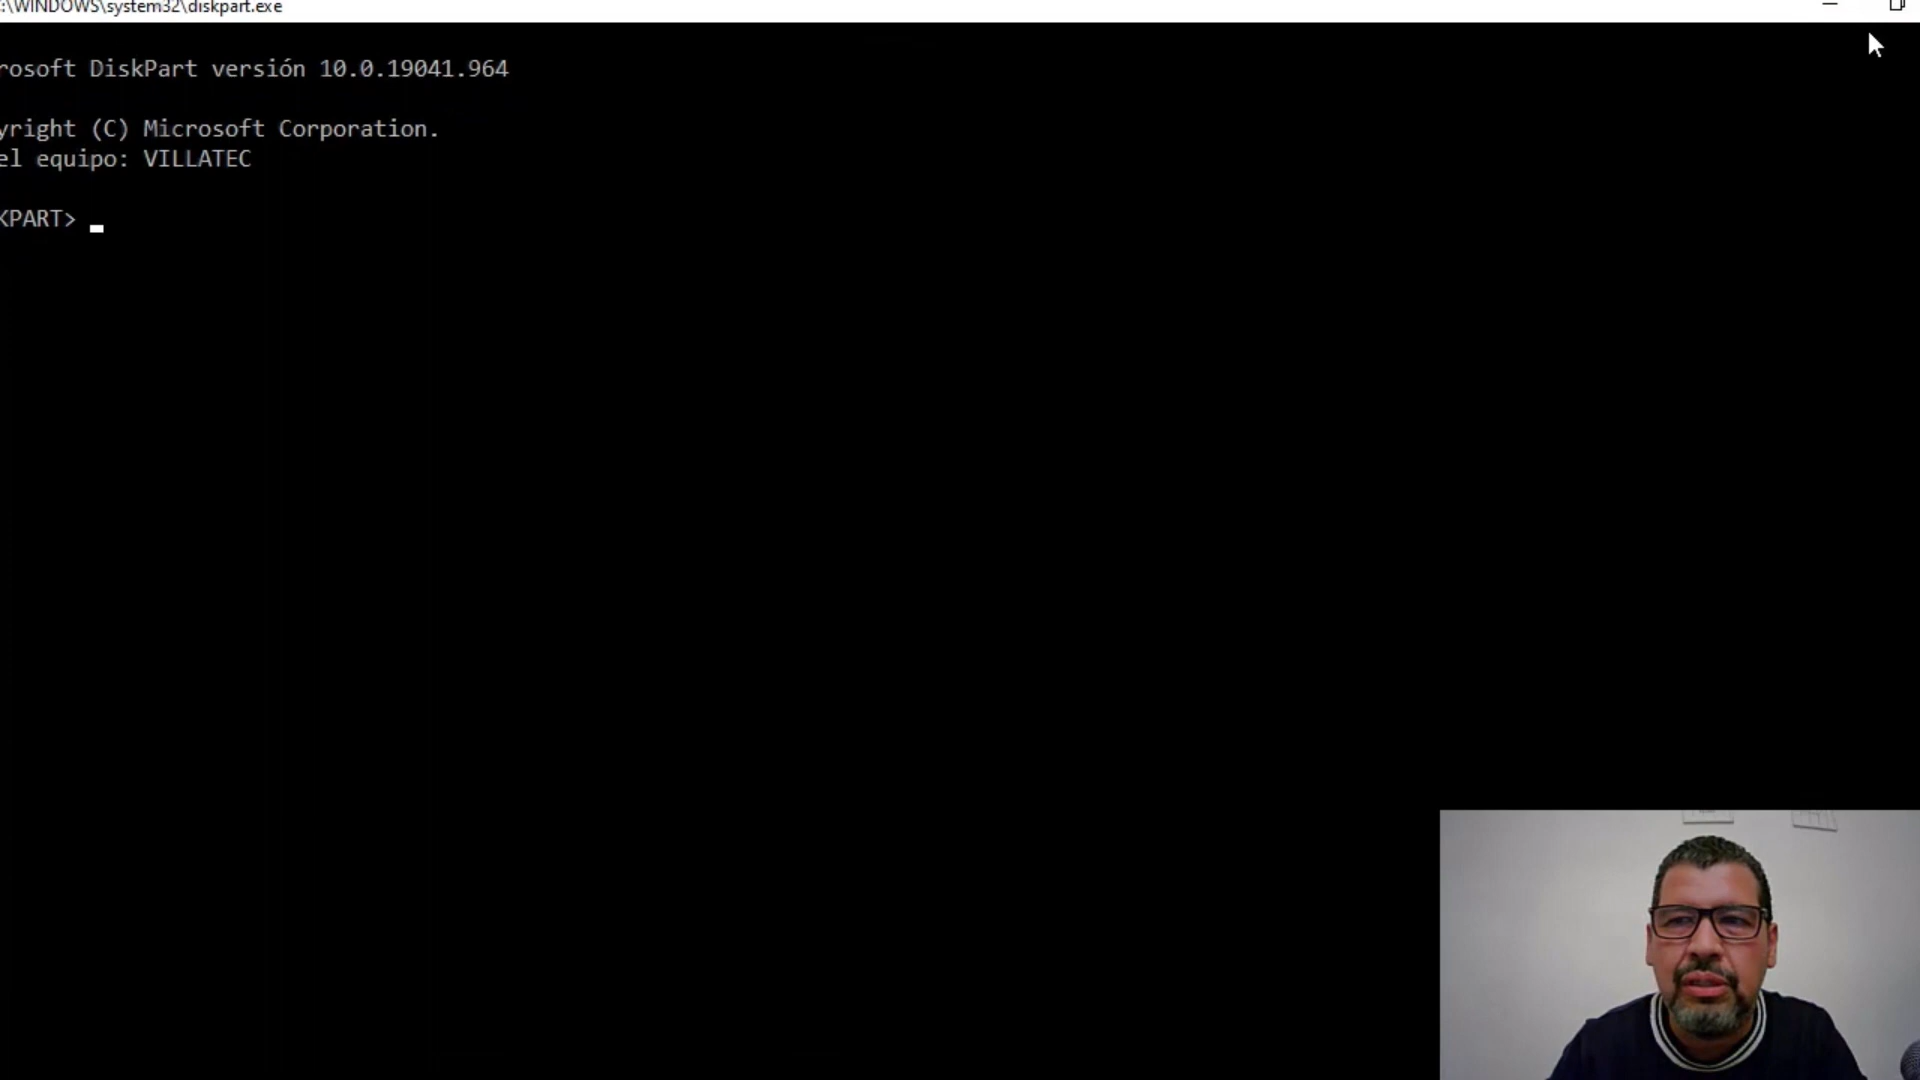 :\WINDOWS\system32\diskpart.exe
rosoft DiskPart versión 10.0.19041.964
yright (C) Microsoft Corporation.
el equipo: VILLATEC
KPART>